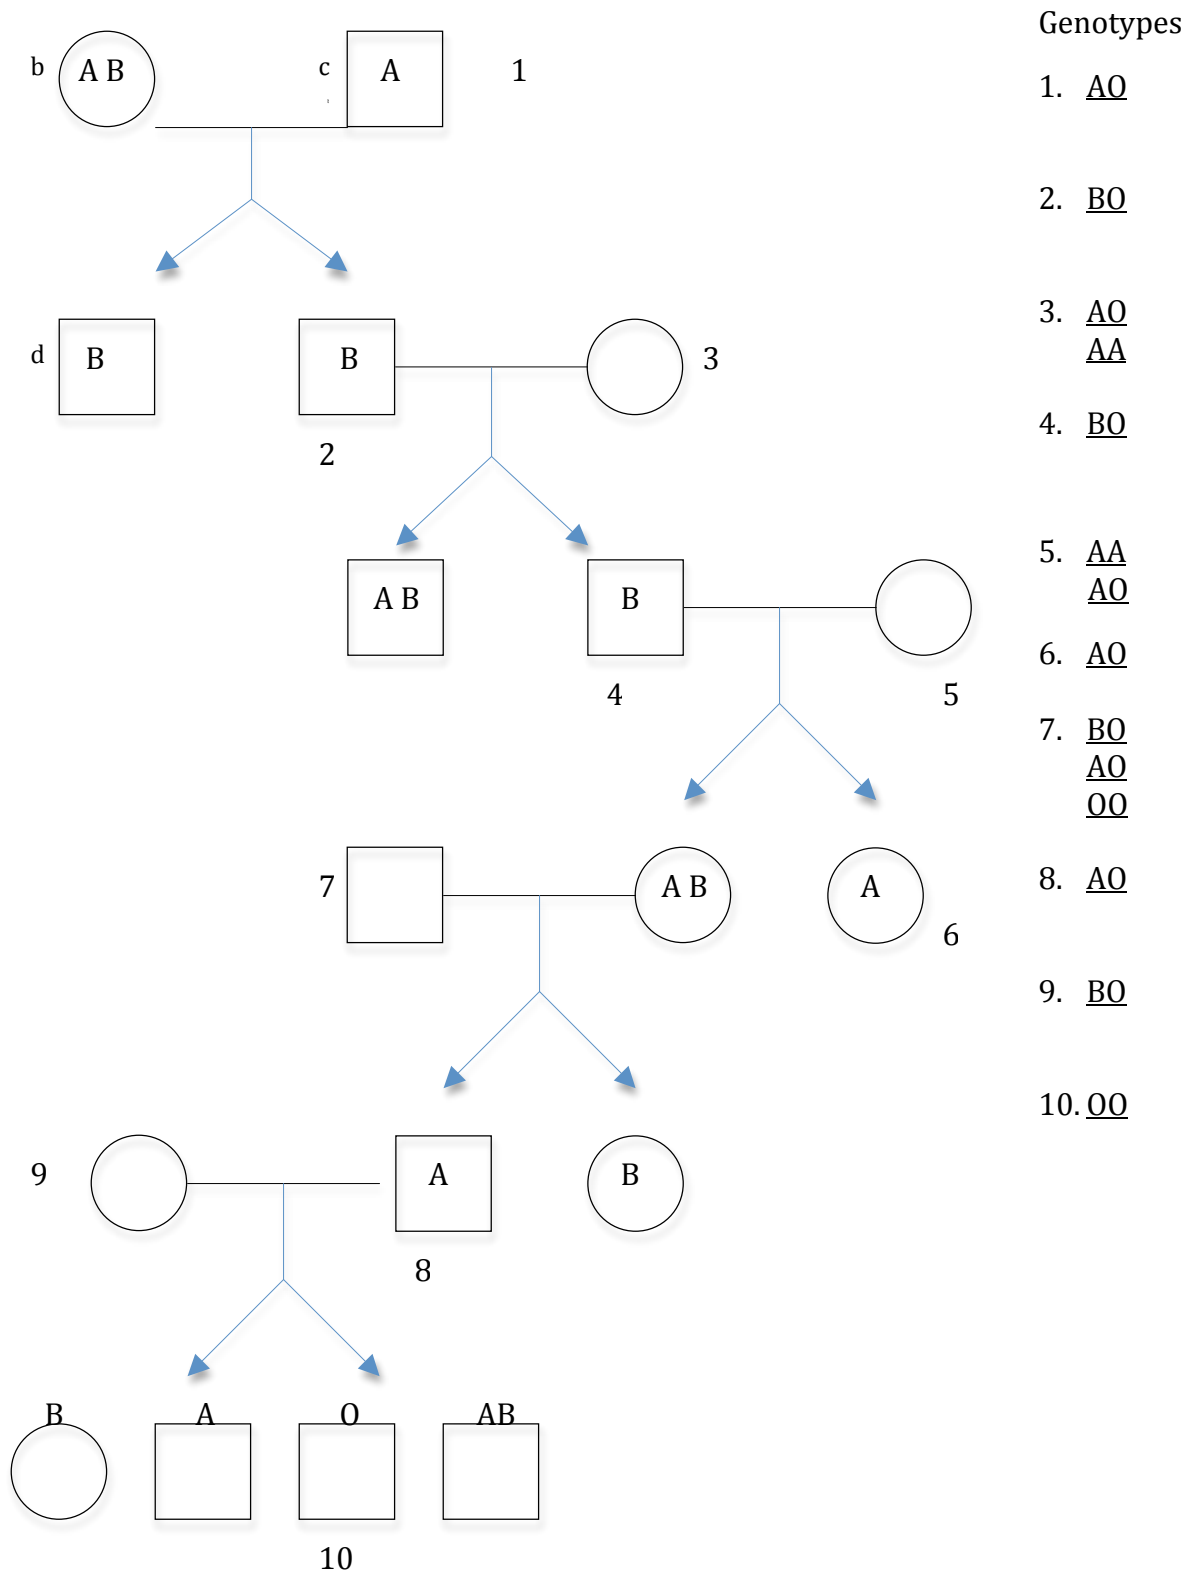 Genotypes
b A B c A 1
1. AO
2. BO
3. AO
AA
d B B 3
2
4. BO
A B B
5. AA
AO
4 5
6. AO
7. BO
AO
OO
7 A B A
6
8. AO
9. BO
10. OO
9 A B
8
B A O AB
10